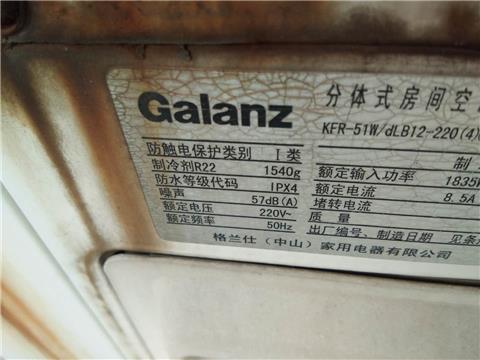 Galanz 分体式房间空
KFR-51W/dLB12-220(4)
防触电保护类别 I类
制冷剂R22 1540g
防水等级代码 IPX4
噪声 57dB(A)
额定电压 220V~
额定频率 50Hz
制
额定输入功率 1835W
额定电流 8.5A
堵转电流
质量
出厂编号、制造日期 见条
格兰仕（中山）家用电器有限公司